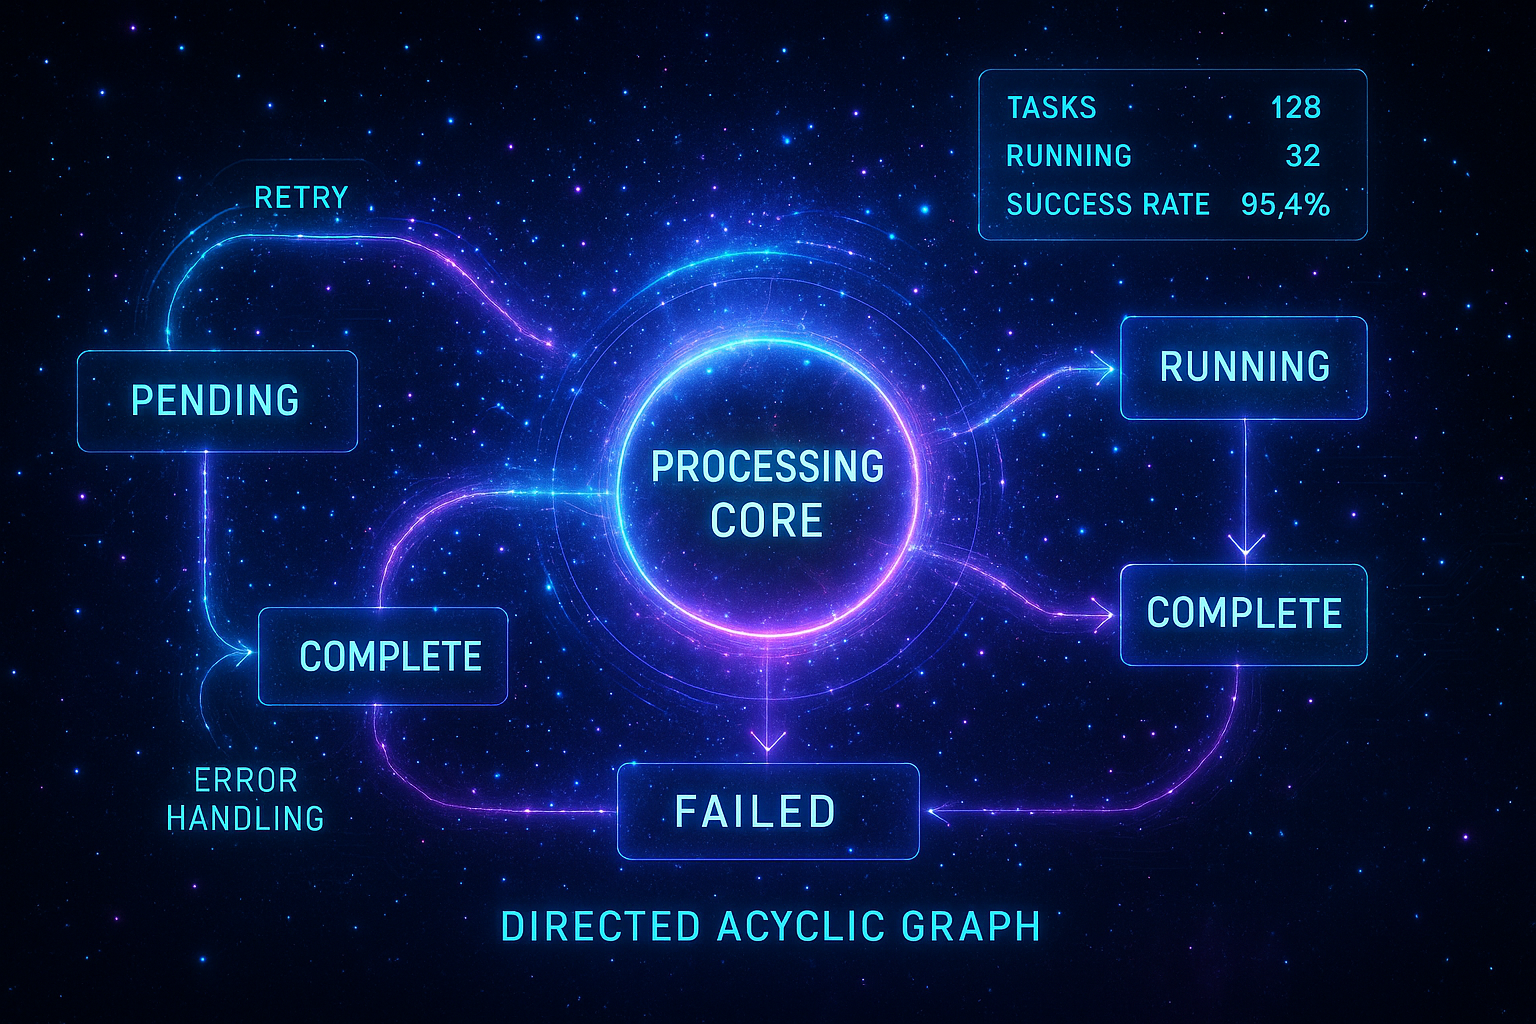 TASKS 128
RUNNING 32
SUCCESS RATE 95,4%
RETRY
PENDING
RUNNING
PROCESSING
CORE
COMPLETE
COMPLETE
ERROR
HANDLING
FAILED
DIRECTED ACYCLIC GRAPH